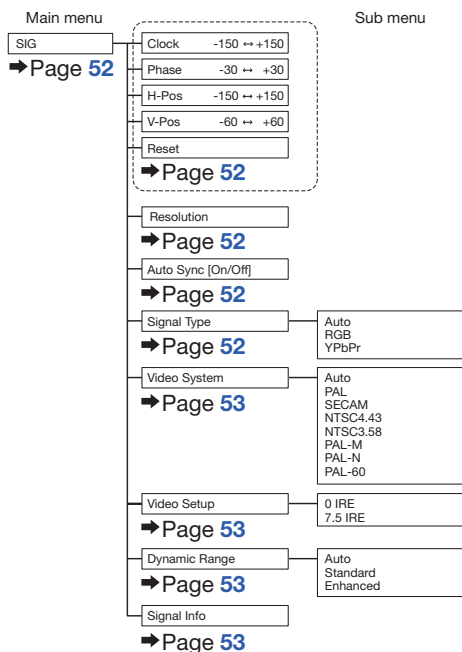 Main menu
Sub menu
SIG
➡Page 52
Clock -150 ↔ +150
Phase -30 ↔ +30
H-Pos -150 ↔ +150
V-Pos -60 ↔ +60
Reset
➡Page 52
Resolution
➡Page 52
Auto Sync [On/Off]
➡Page 52
Signal Type
➡Page 52
Auto
RGB
YPbPr
Video System
➡Page 53
Auto
PAL
SECAM
NTSC4.43
NTSC3.58
PAL-M
PAL-N
PAL-60
Video Setup
➡Page 53
0 IRE
7.5 IRE
Dynamic Range
➡Page 53
Auto
Standard
Enhanced
Signal Info
➡Page 53